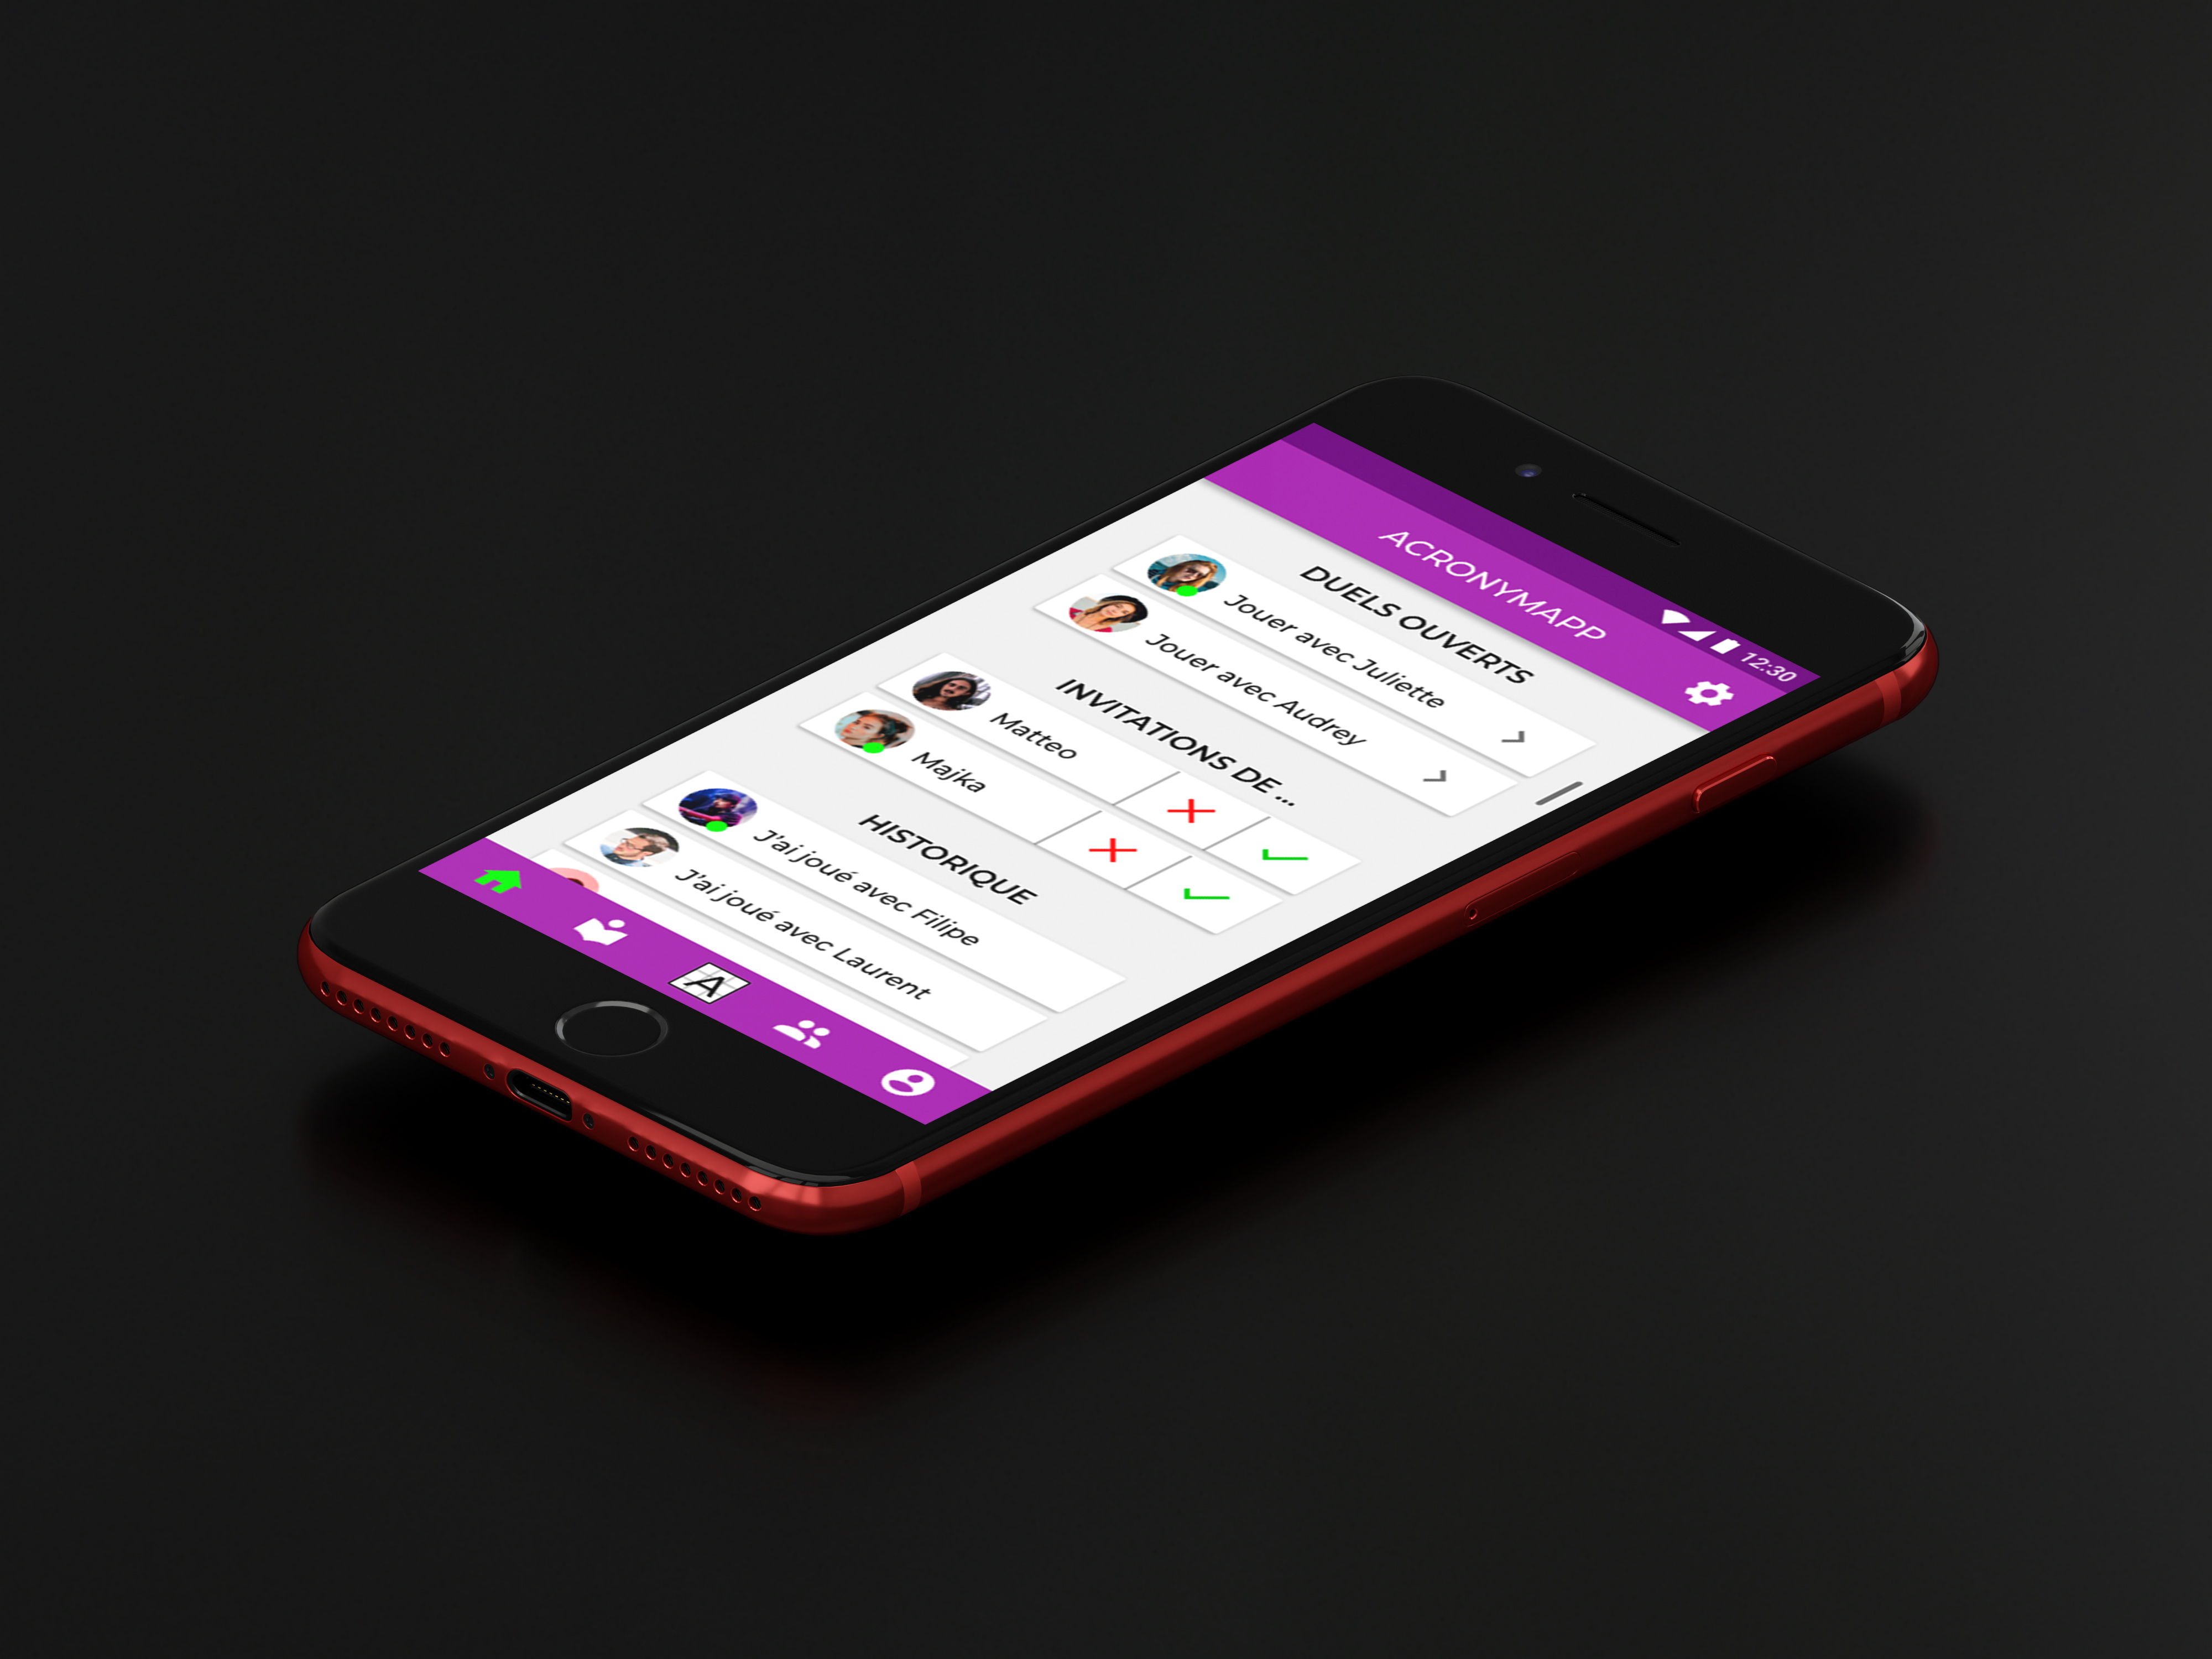 12:30
ACRONYMAPP
DUELS OUVERTS
Jouer avec Juliette
Jouer avec Audrey
INVITATIONS DE ...
Matteo
Majka
HISTORIQUE
J'ai joué avec Filipe
J'ai joué avec Laurent
A